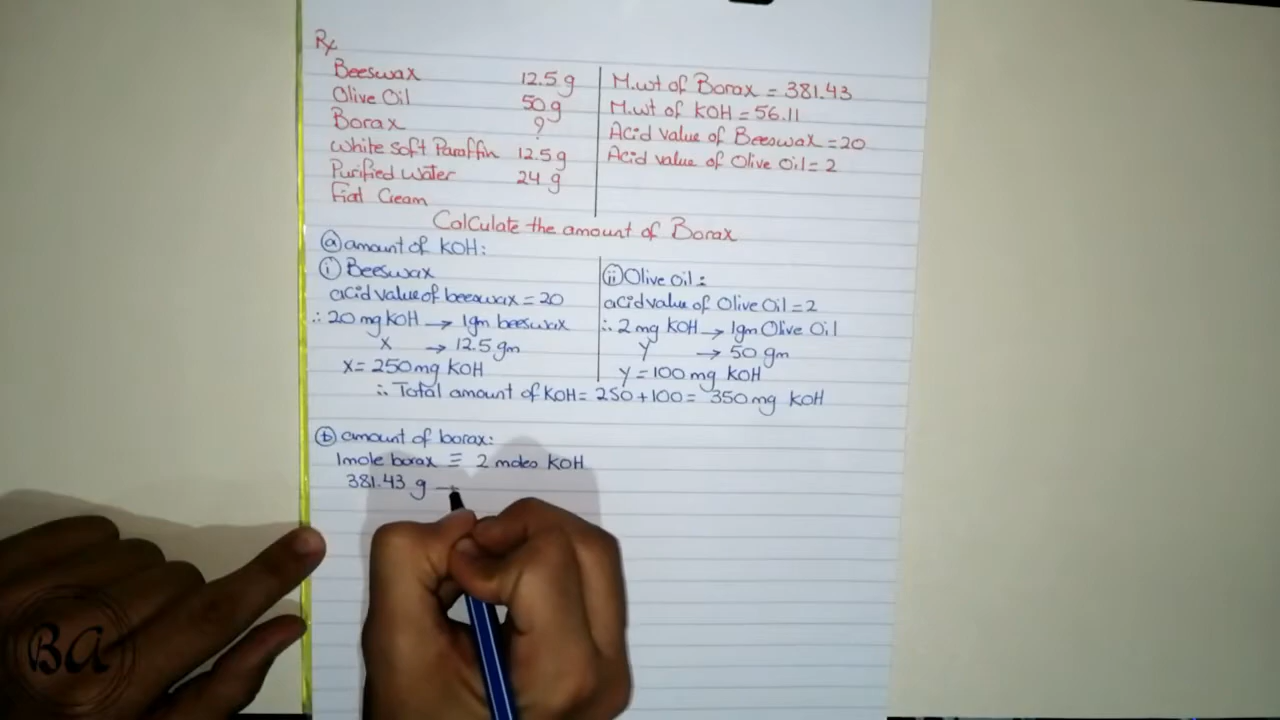 Rx
Beeswax 12.5 g
Olive Oil 50 g
Borax ?
White Soft Paraffin 12.5 g
Purified Water 24 g
Fiat Cream
M.wt of Borax = 381.43
M.wt of KOH = 56.11
Acid value of Beeswax = 20
Acid value of Olive Oil = 2
Calculate the amount of Borax
ⓐ amount of KOH:
ⓘ Beeswax
acid value of beeswax = 20
∴ 20 mg KOH → 1gm beeswax
x → 12.5 gm
x = 250 mg KOH
ⓘⓘ Olive Oil:
acid value of Olive Oil = 2
∴ 2 mg KOH → 1gm Olive Oil
y → 50 gm
y = 100 mg KOH
∴ Total amount of KOH = 250 + 100 = 350 mg KOH
ⓑ amount of borax:
1mole borax ≡ 2 moles KOH
381.43 g →
BA